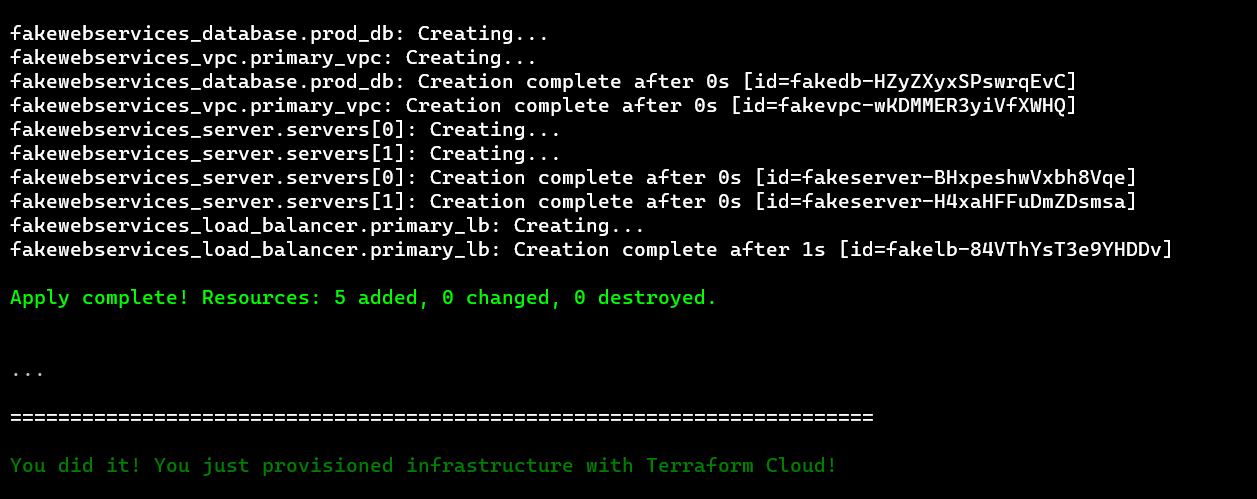 fakewebservices_database.prod_db: Creating...
fakewebservices_vpc.primary_vpc: Creating...
fakewebservices_database.prod_db: Creation complete after 0s [id=fakedb-HZyZXyxSPswrqEvC]
fakewebservices_vpc.primary_vpc: Creation complete after 0s [id=fakevpc-wKDMMER3yiVfXWHQ]
fakewebservices_server.servers[0]: Creating...
fakewebservices_server.servers[1]: Creating...
fakewebservices_server.servers[0]: Creation complete after 0s [id=fakeserver-BHxpeshwVxbh8Vqe]
fakewebservices_server.servers[1]: Creation complete after 0s [id=fakeserver-H4xaHFFuDmZDsmsa]
fakewebservices_load_balancer.primary_lb: Creating...
fakewebservices_load_balancer.primary_lb: Creation complete after 1s [id=fakelb-84VThYsT3e9YHDDv]
Apply complete! Resources: 5 added, 0 changed, 0 destroyed.
...
========================================================================
You did it! You just provisioned infrastructure with Terraform Cloud!